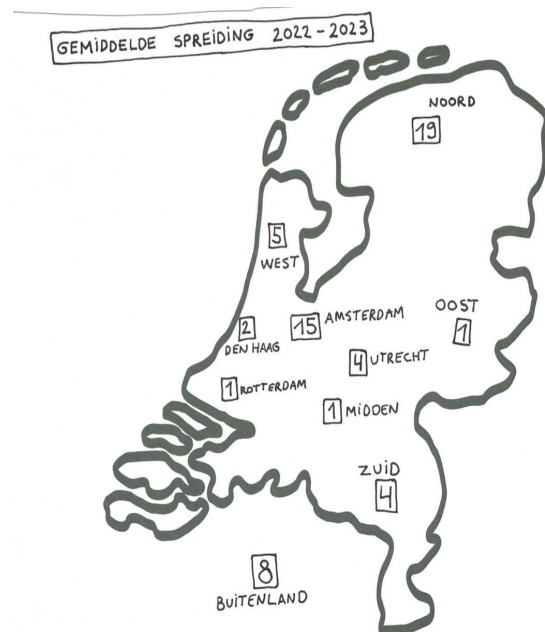 GEMIDDELDE SPREIDING 2022-2023
NOORD
19
5
WEST
2
DEN HAAG
15 AMSTERDAM
OOST
1
4 UTRECHT
1 ROTTERDAM
1 MIDDEN
ZUID
4
8
BUITENLAND